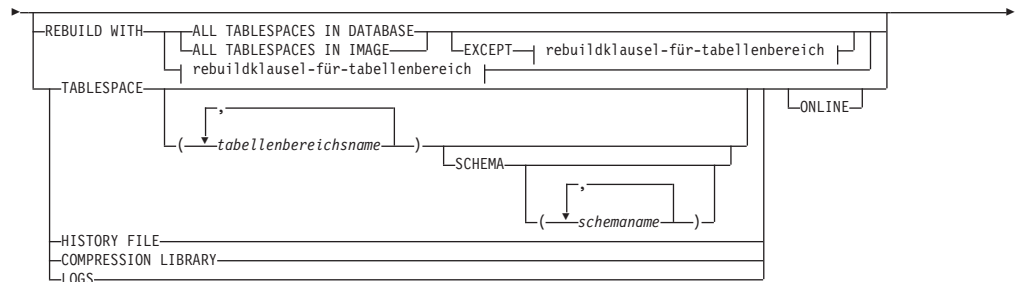 REBUILD WITH ALL TABLESPACES IN DATABASE
ALL TABLESPACES IN IMAGE EXCEPT rebuildklausel-für-tabellenbereich
rebuildklausel-für-tabellenbereich
TABLESPACE
, ONLINE
( tabellenbereichsname )
SCHEMA
,
( schemaname )
HISTORY FILE
COMPRESSION LIBRARY
LOGS